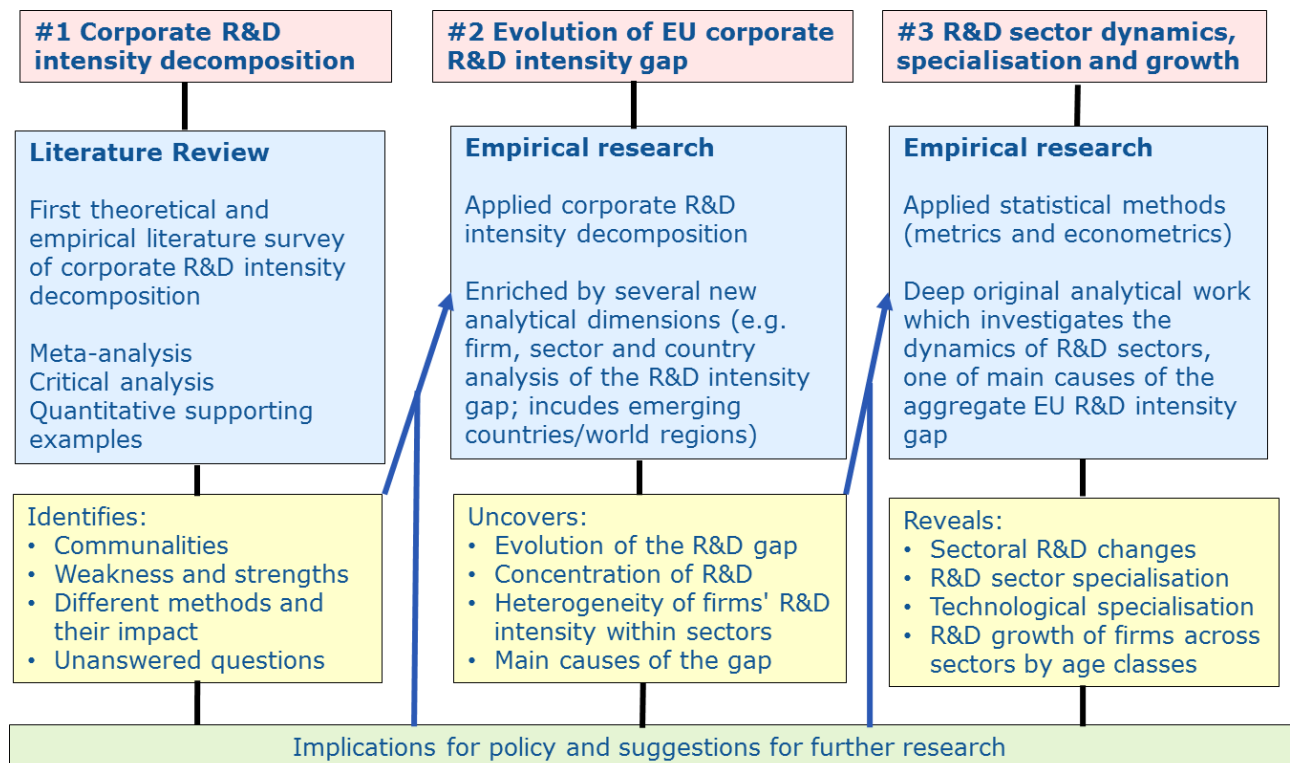 #1 Corporate R&D
intensity decomposition
Literature Review
First theoretical and
empirical literature survey
of corporate R&D intensity
decomposition
Meta-analysis
Critical analysis
Quantitative supporting
examples
Identifies:
• Communalities
• Weakness and strengths
• Different methods and
their impact
• Unanswered questions
#2 Evolution of EU corporate
R&D intensity gap
Empirical research
Applied corporate R&D
intensity decomposition
Enriched by several new
analytical dimensions (e.g.
firm, sector and country
analysis of the R&D intensity
gap; incudes emerging
countries/world regions)
Uncovers:
• Evolution of the R&D gap
• Concentration of R&D
• Heterogeneity of firms' R&D
intensity within sectors
• Main causes of the gap
#3 R&D sector dynamics,
specialisation and growth
Empirical research
Applied statistical methods
(metrics and econometrics)
Deep original analytical work
which investigates the
dynamics of R&D sectors,
one of main causes of the
aggregate EU R&D intensity
gap
Reveals:
• Sectoral R&D changes
• R&D sector specialisation
• Technological specialisation
• R&D growth of firms across
sectors by age classes
Implications for policy and suggestions for further research